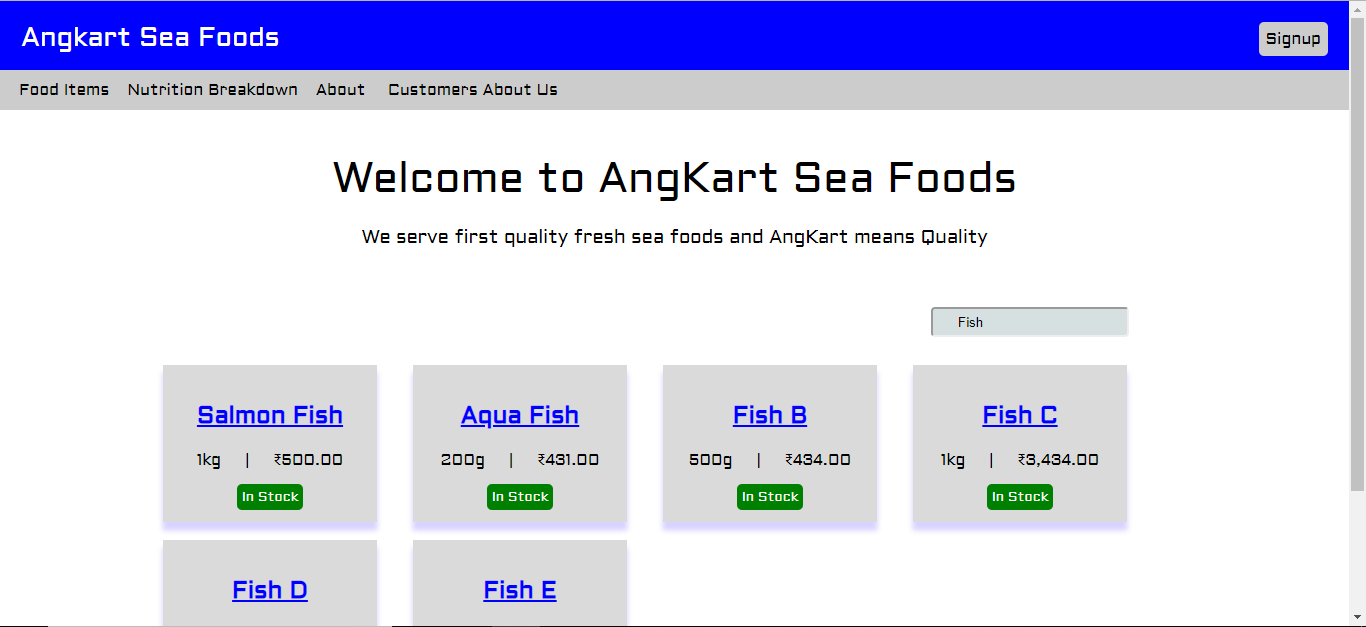 Angkart Sea Foods
Signup
Food Items Nutrition Breakdown About Customers About Us
Welcome to AngKart Sea Foods
We serve first quality fresh sea foods and AngKart means Quality
Fish
Salmon Fish
1kg | ₹500.00
In Stock
Aqua Fish
200g | ₹431.00
In Stock
Fish B
500g | ₹434.00
In Stock
Fish C
1kg | ₹3,434.00
In Stock
Fish D
Fish E